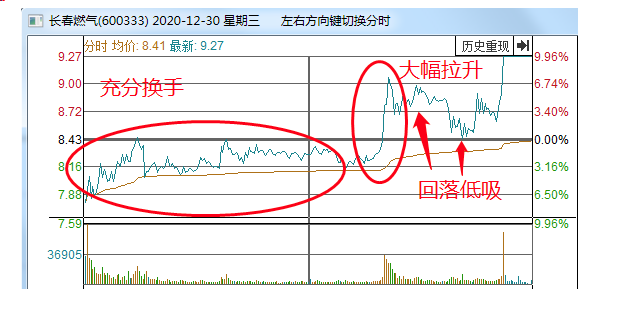 长春燃气(600333) 2020-12-30 星期三 左右方向键切换分时
9.27 分时 均价: 8.41 最新: 9.27 历史重现 9.96%
大幅拉升
9.00 充分换手 6.74%
8.72 3.40%
8.43 0.00%
8.16 3.16%
回落低吸
7.88 6.50%
7.59 9.96%
36905